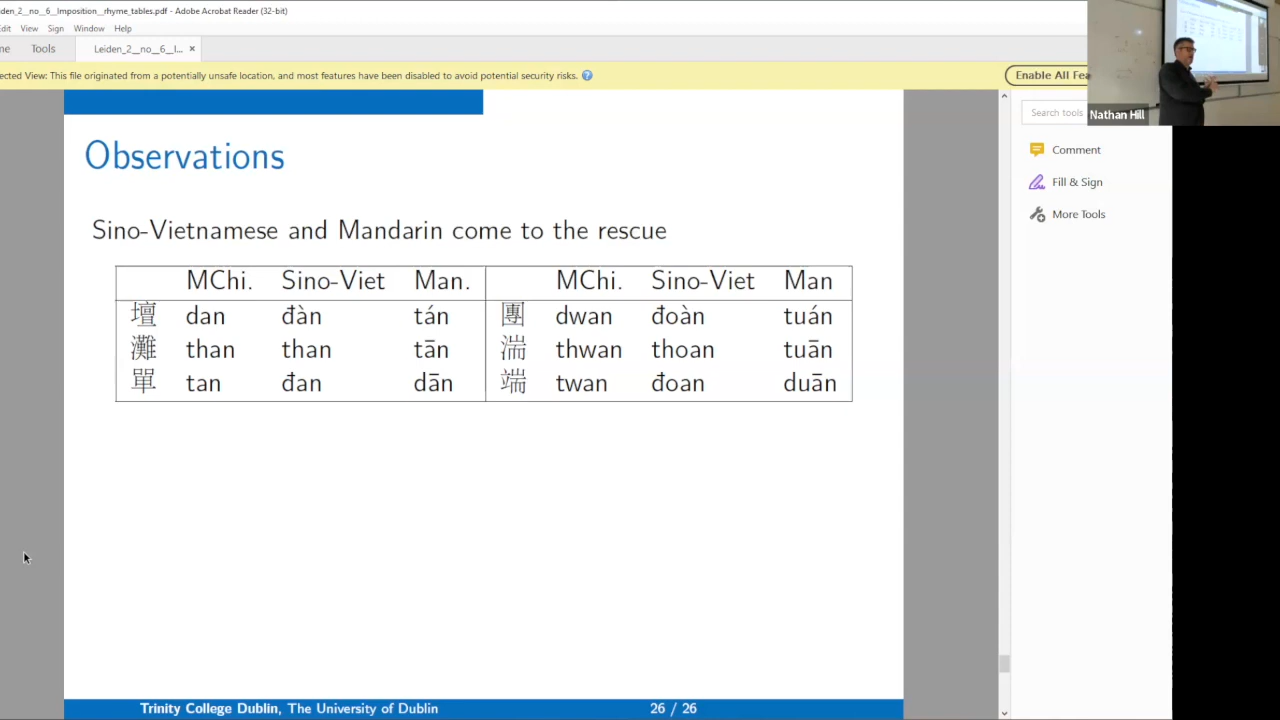 eiden_2__no__6__Imposition__rhyme_tables.pdf - Adobe Acrobat Reader (32-bit)
Edit View Sign Window Help
me Tools Leiden_2__no__6__I... ×
ected View: This file originated from a potentially unsafe location, and most features have been disabled to avoid potential security risks. ? Enable All Fea
Search tools
Nathan Hill
Comment
Fill & Sign
More Tools
Observations
Sino-Vietnamese and Mandarin come to the rescue
MChi. Sino-Viet Man. MChi. Sino-Viet Man
壇 dan đàn tán 團 dwan đoàn tuán
灘 than than tān 湍 thwan thoan tuān
單 tan đan dān 端 twan đoan duān
Trinity College Dublin, The University of Dublin 26 / 26